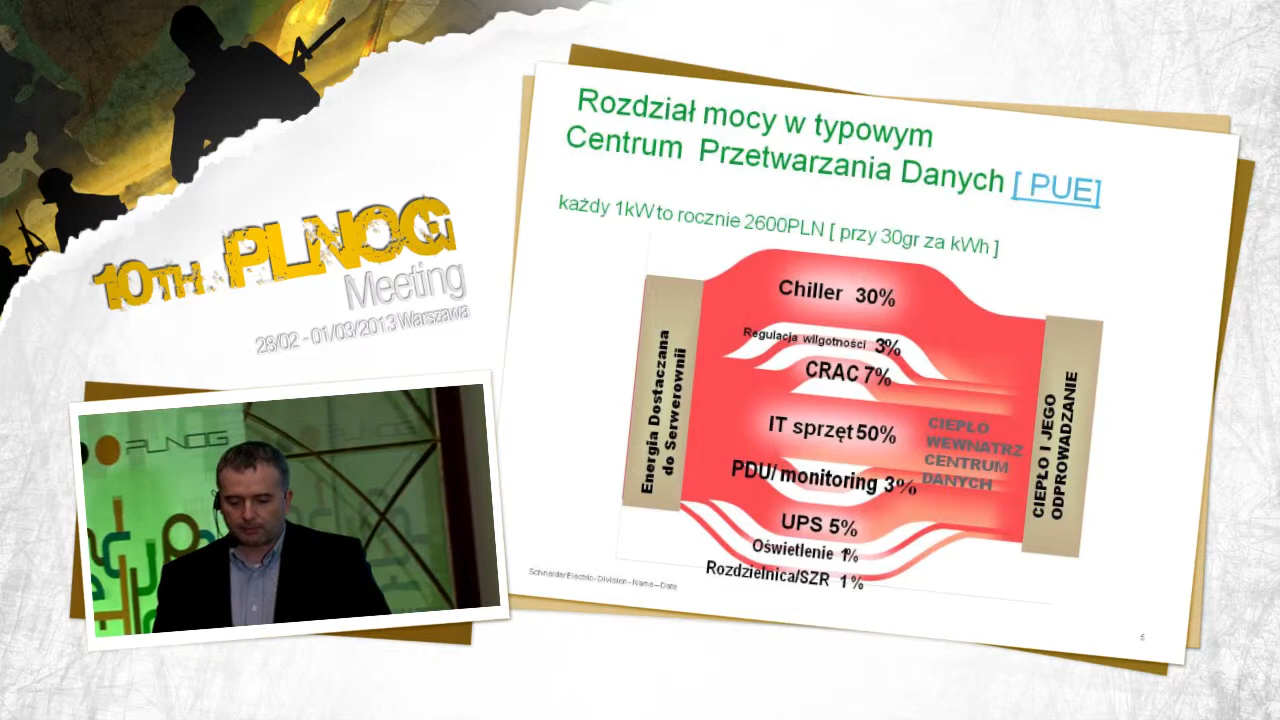 10TH. PLNOG
Meeting
28/02 - 01/03/2013 Warszawa
PLNOG
Rozdział mocy w typowym
Centrum Przetwarzania Danych [ PUE]
każdy 1kW to rocznie 2600PLN [ przy 30gr za kWh ]
Energia Dostaczana
do Serwerownii
Chiller 30%
Regulacja wilgotności 3%
CRAC 7%
IT sprzęt 50%
PDU/ monitoring 3%
UPS 5%
Oświetlenie 1%
Rozdzielnica/SZR 1 %
CIEPŁO
WEWNATRZ
CENTRUM
DANYCH
CIEPŁO I JEGO
ODPROWADZANIE
Schneider Electric - Division - Name – Date